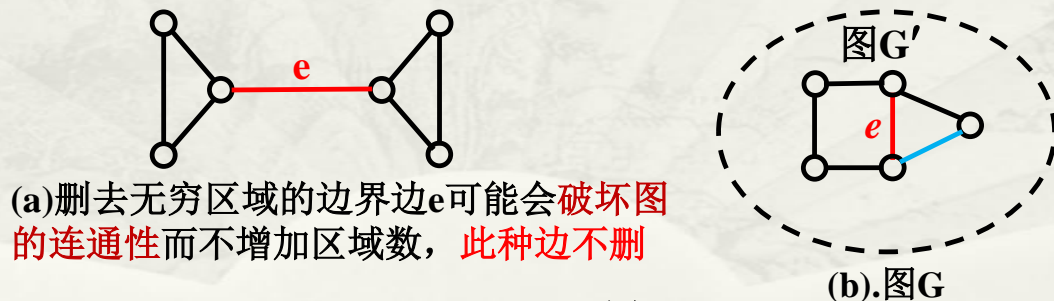 e
图G′
e
(a)删去无穷区域的边界边e可能会破坏图
的连通性而不增加区域数，此种边不删
(b).图G